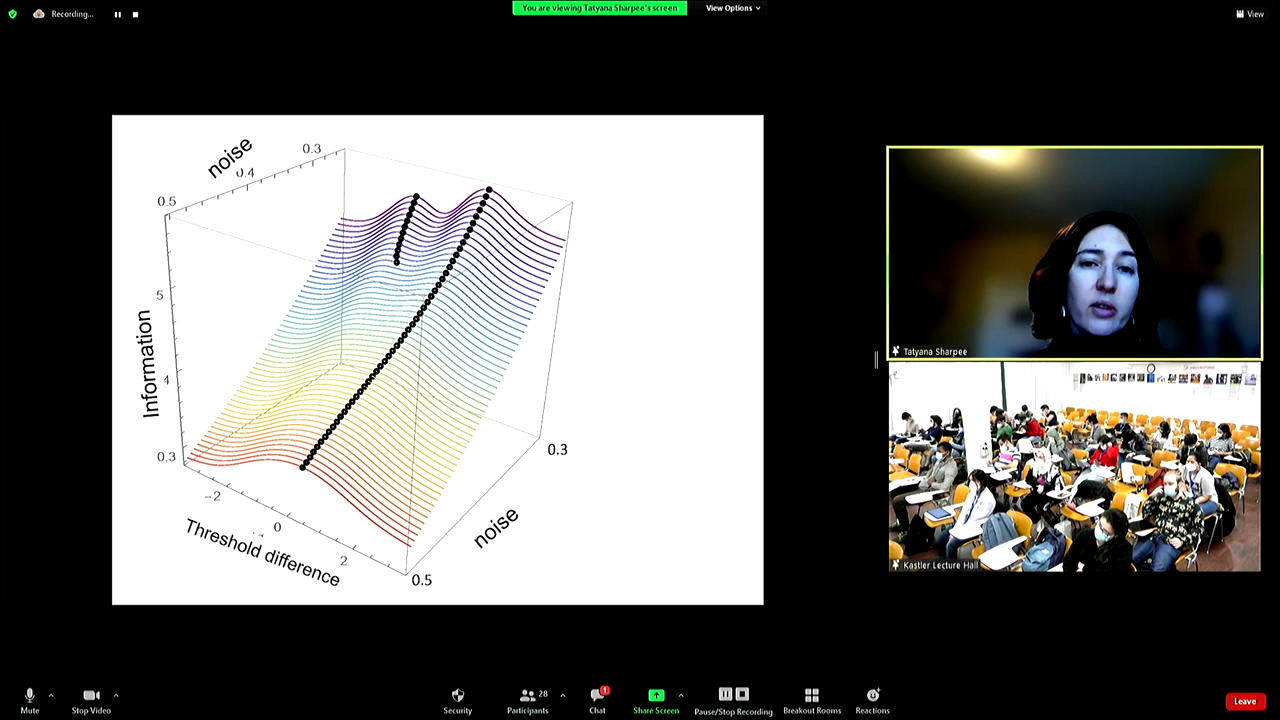 Recording...
You are viewing Tatyana Sharpee's screen
View Options
View
noise
0.3
0.4
0.5
5
Information
4
0.3
−2
0
Threshold difference
2
0.3
noise
0.5
Tatyana Sharpee
Kastler Lecture Hall
Mute
Stop Video
Security
Participants
28
Chat
1
Share Screen
Pause/Stop Recording
Breakout Rooms
Reactions
Leave